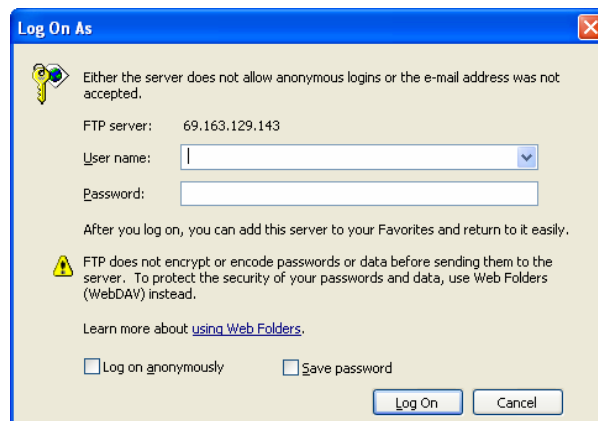 Log On As
Either the server does not allow anonymous logins or the e-mail address was not
accepted.
FTP server: 69.163.129.143
User name:
Password:
After you log on, you can add this server to your Favorites and return to it easily.
FTP does not encrypt or encode passwords or data before sending them to the
server. To protect the security of your passwords and data, use Web Folders
(WebDAV) instead.
Learn more about using Web Folders.
Log on anonymously Save password
Log On Cancel